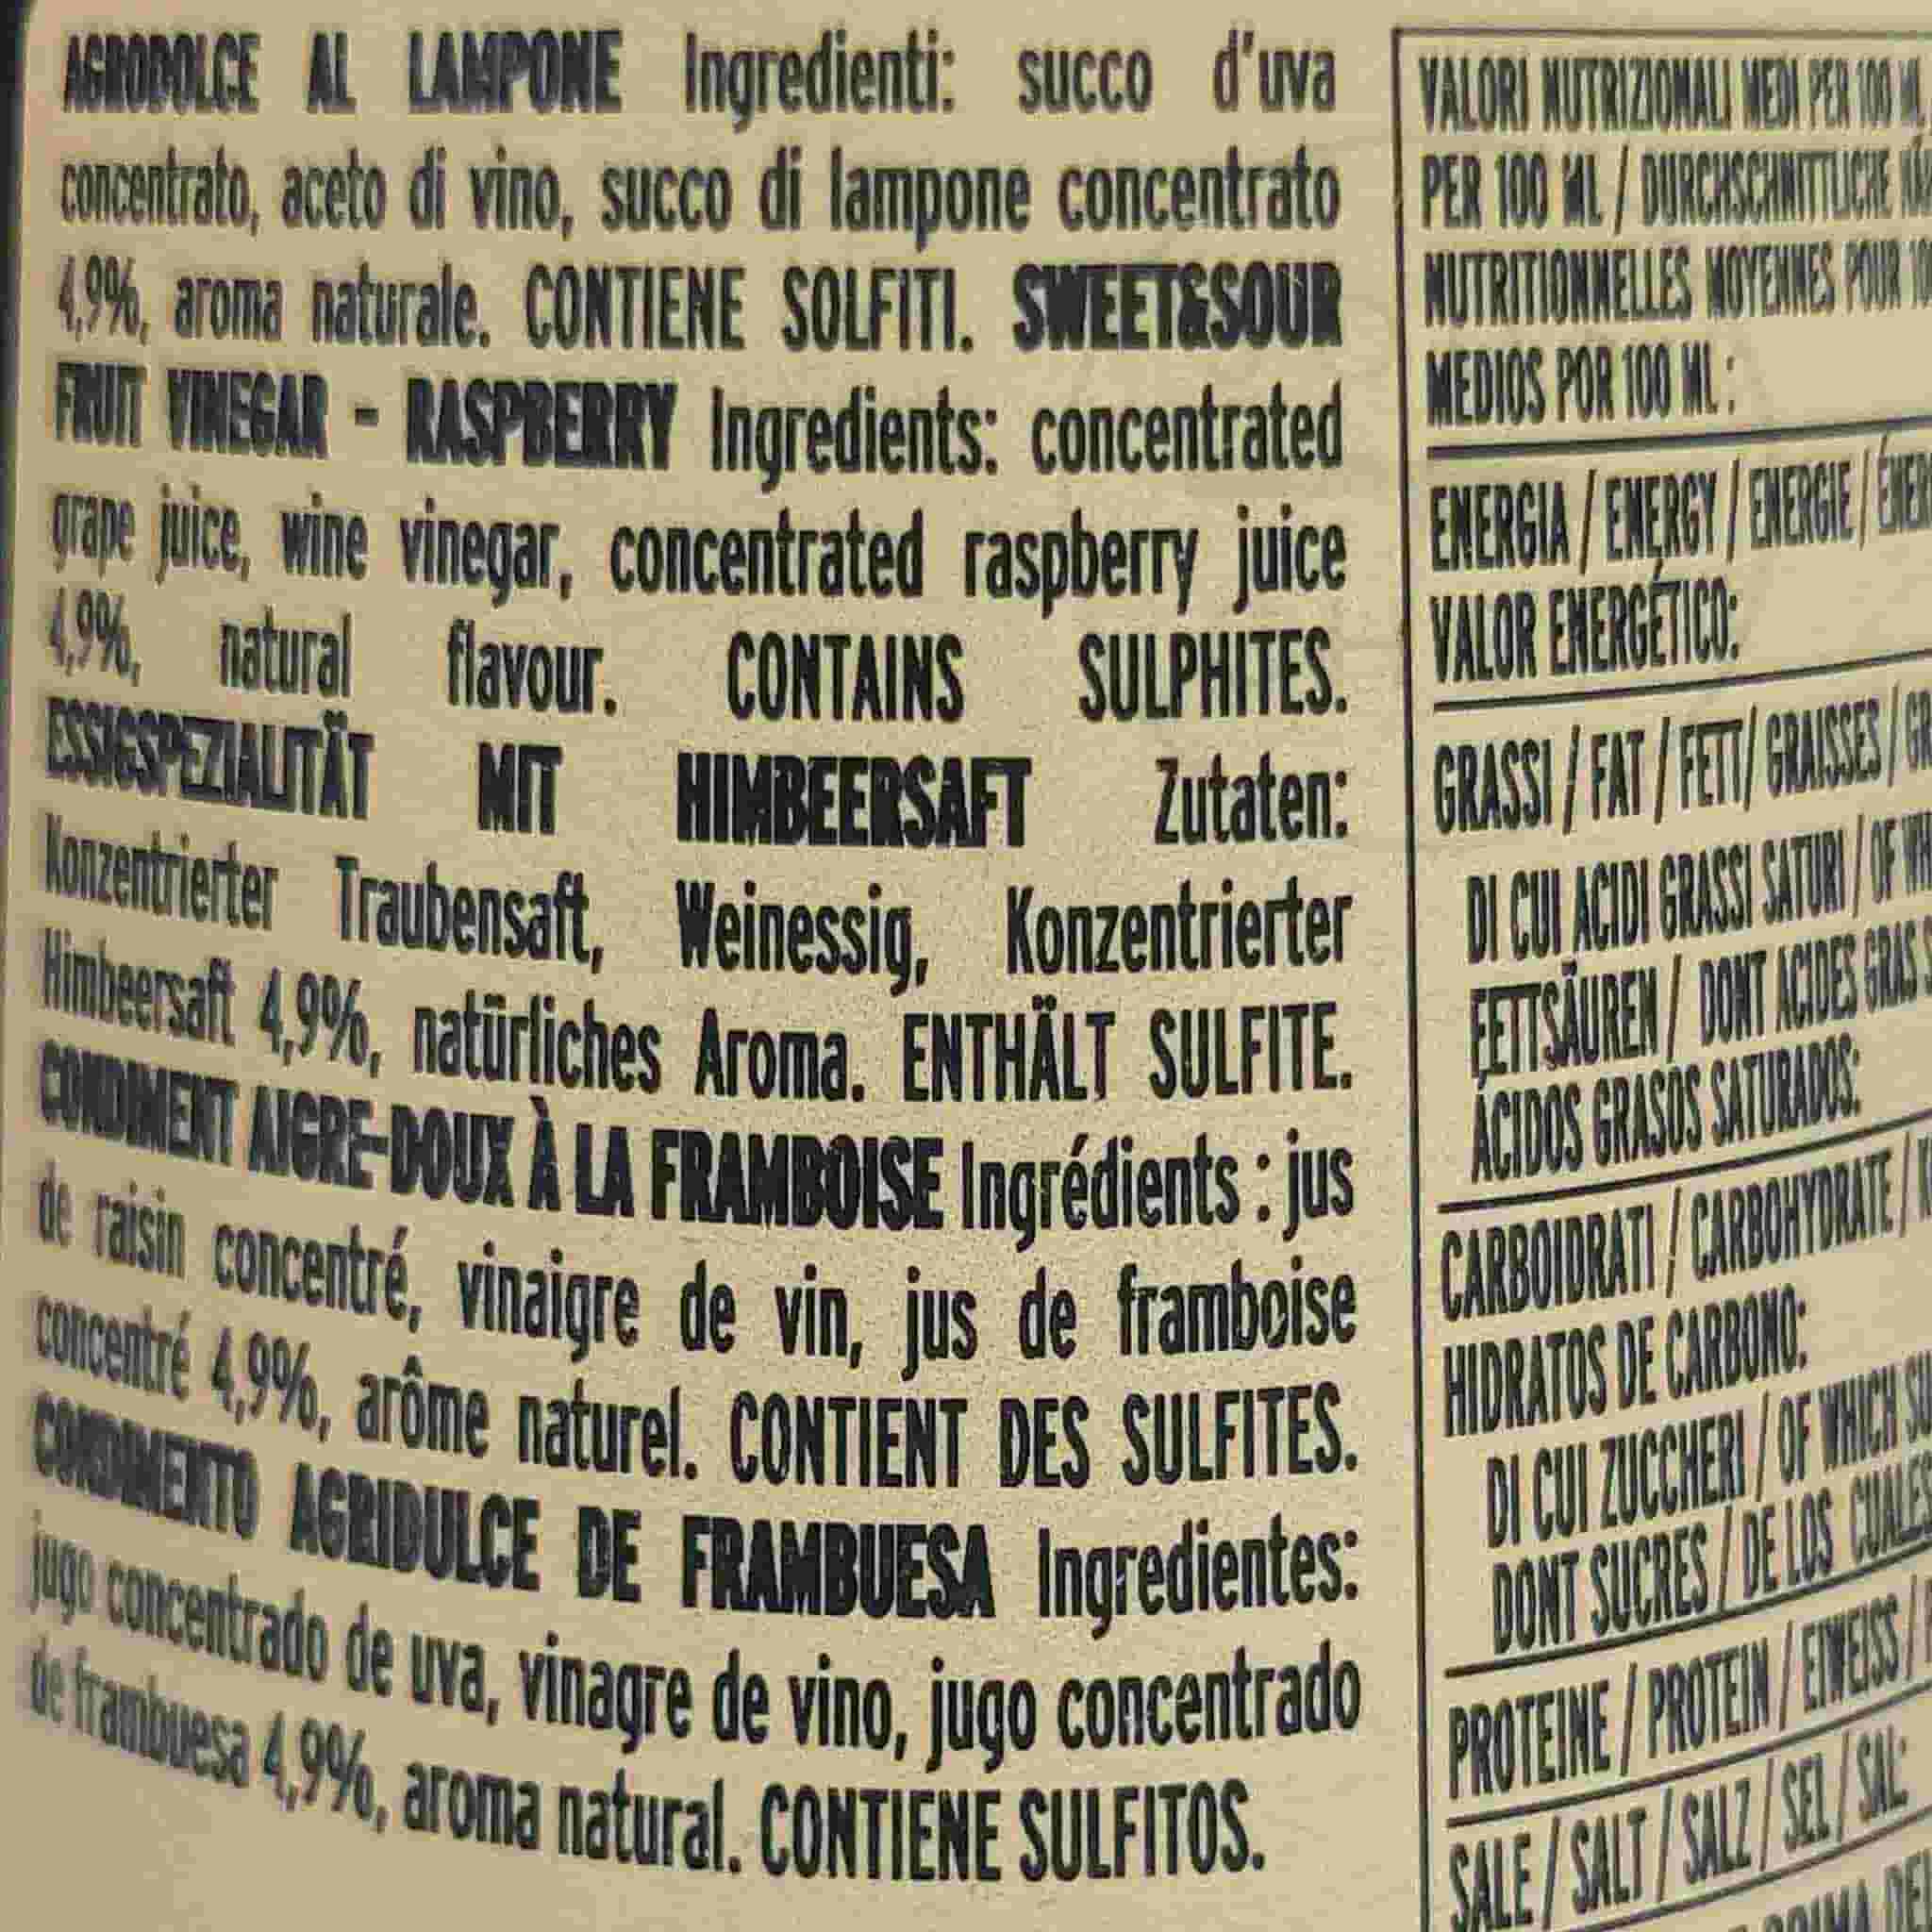 AGRODOLCE AL LAMPONE Ingredienti: succo d'uva
concentrato, aceto di vino, succo di lampone concentrato
4,9%, aroma naturale. CONTIENE SOLFITI. SWEET&SOUR
FRUIT VINEGAR - RASPBERRY Ingredients: concentrated
grape juice, wine vinegar, concentrated raspberry juice
4,9%, natural flavour. CONTAINS SULPHITES.
ESSIGSPEZIALITÄT MIT HIMBEERSAFT Zutaten:
Konzentrierter Traubensaft, Weinessig, Konzentrierter
Himbeersaft 4,9%, natürliches Aroma. ENTHÄLT SULFITE.
CONDIMENT AIGRE-DOUX À LA FRAMBOISE Ingrédients : jus
de raisin concentré, vinaigre de vin, jus de framboise
concentré 4,9%, arôme naturel. CONTIENT DES SULFITES.
CONDIMENTO AGRIDULCE DE FRAMBUESA Ingredientes:
jugo concentrado de uva, vinagre de vino, jugo concentrado
de frambuesa 4,9%, aroma natural. CONTIENE SULFITOS.
VALORI NUTRIZIONALI MEDI PER 100 ML
PER 100 ML / DURCHSCHNITTLICHE
NUTRITIONNELLES MOYENNES POUR
MEDIOS POR 100 ML :
ENERGIA / ENERGY / ENERGIE /
VALOR ENERGÉTICO:
GRASSI / FAT / FETT/ GRAISSES /
DI CUI ACIDI GRASSI SATURI / OF
FETTSÄUREN / DONT ACIDES GRAS
ÁCIDOS GRASOS SATURADOS:
CARBOIDRATI / CARBOHYDRATE /
HIDRATOS DE CARBONO:
DI CUI ZUCCHERI / OF WHICH
DONT SUCRES / DE LOS CUALES
PROTEINE / PROTEIN / EIWEISS /
SALE / SALT / SALZ / SEL / SAL: